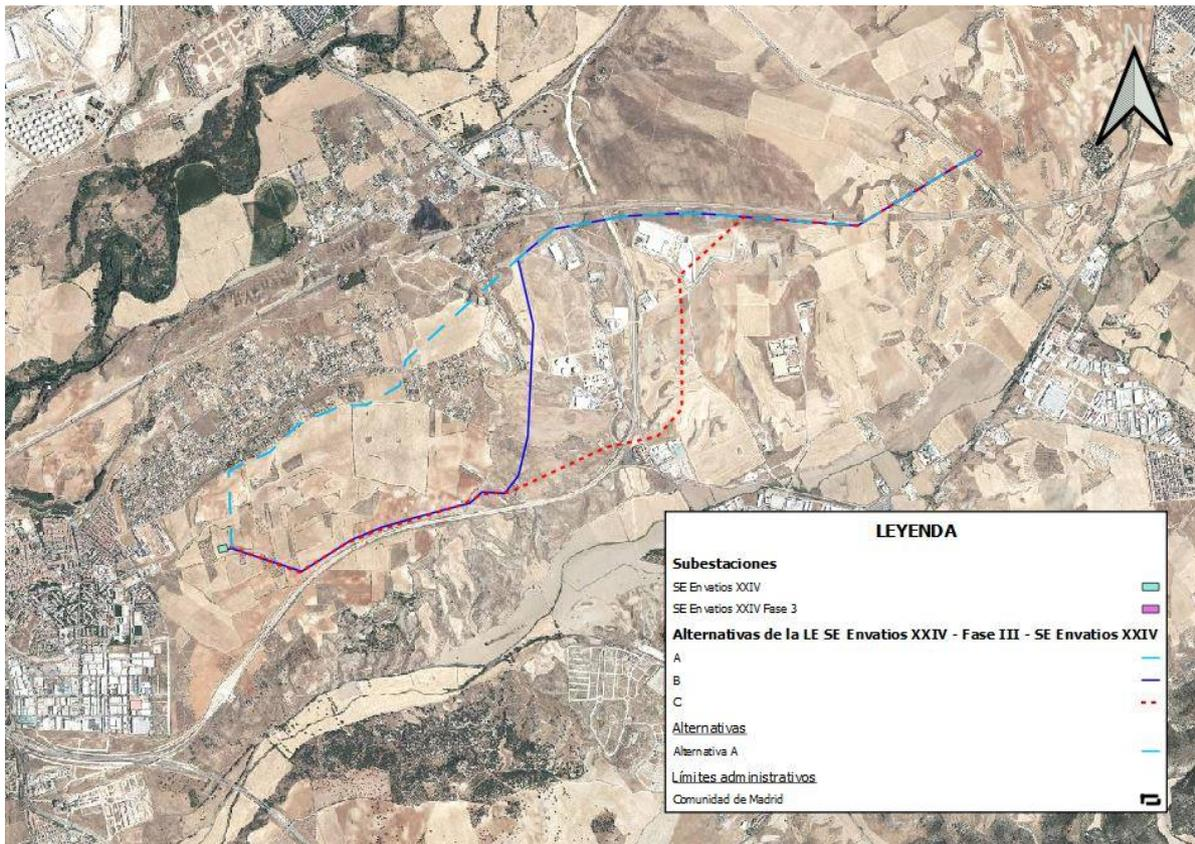 N
LEYENDA
Subestaciones
SE Envatios XXIV
SE Envatios XXIV Fase 3
Alternativas de la LE SE Envatios XXIV - Fase III - SE Envatios XXIV
A
B
C
Alternativas
Alternativa A
Límites administrativos
Comunidad de Madrid